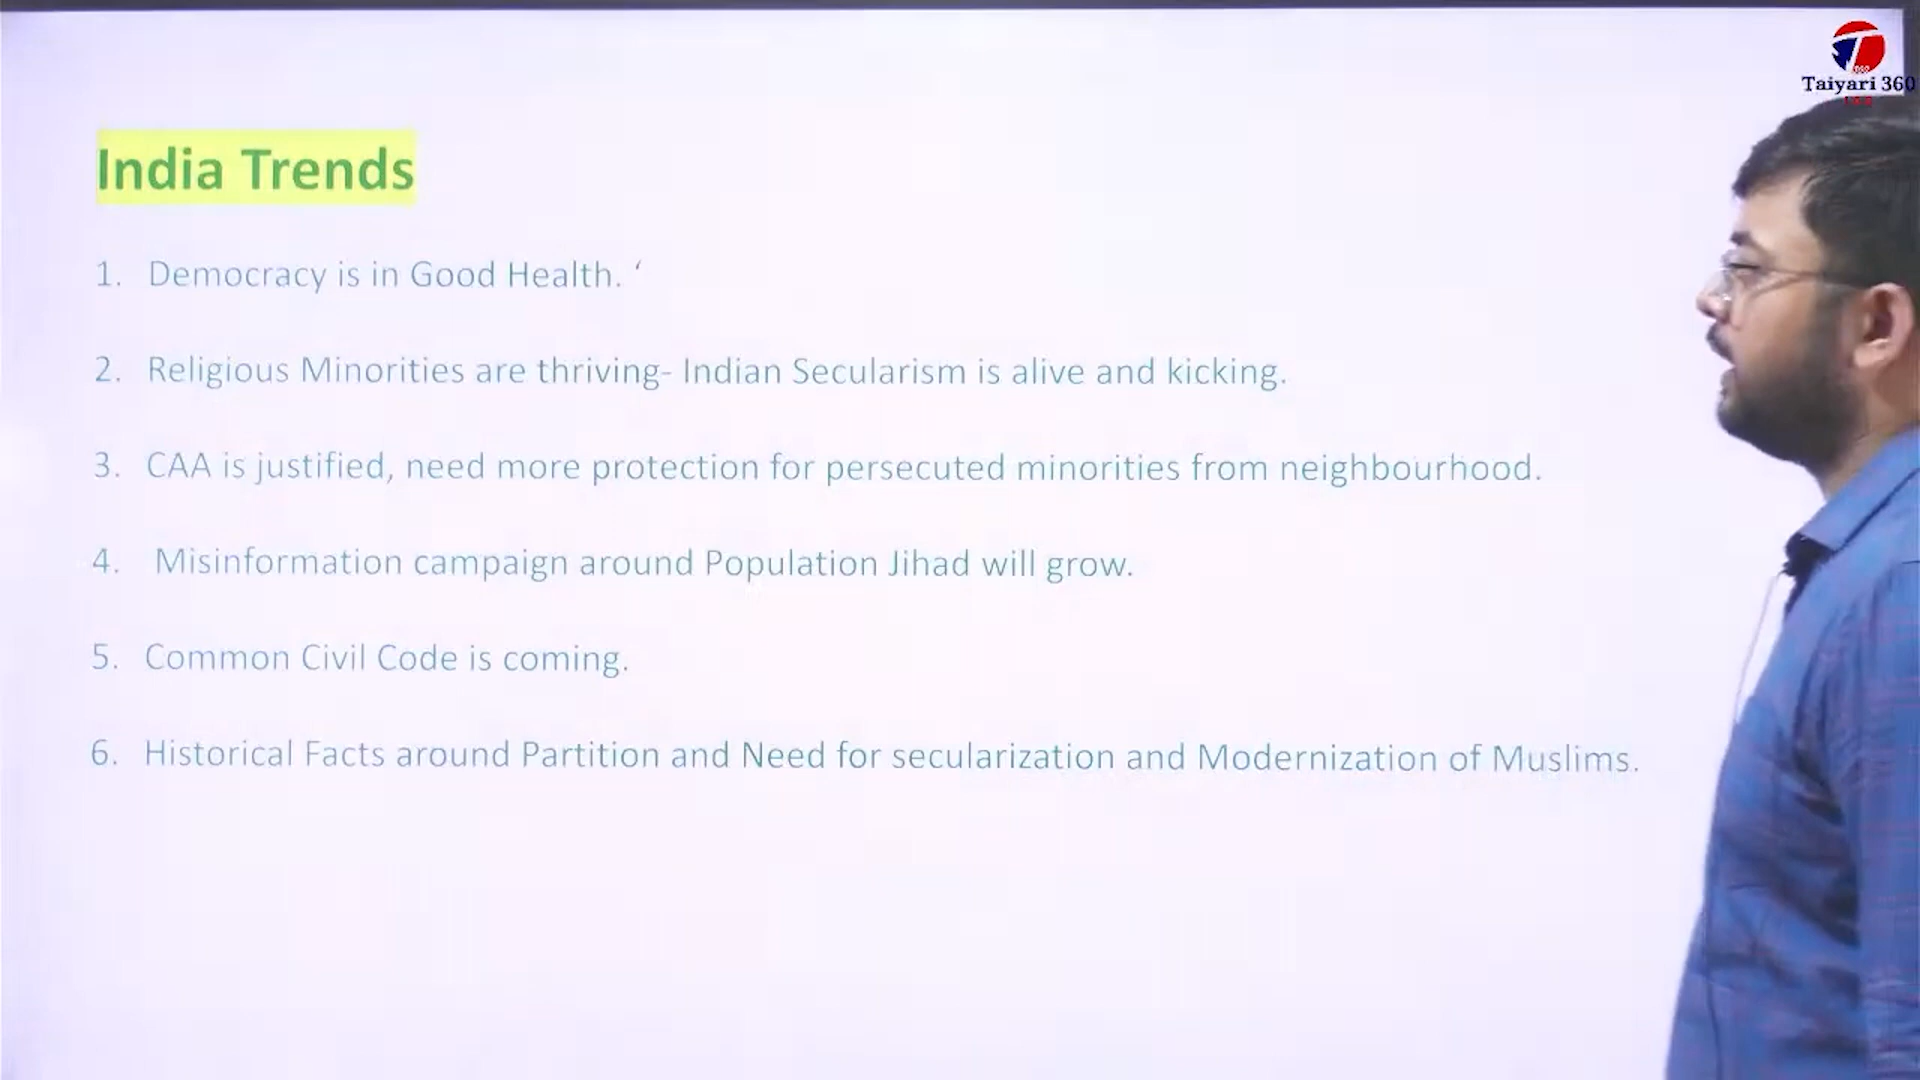 Taiyari 360
India Trends
1. Democracy is in Good Health. ‘
2. Religious Minorities are thriving- Indian Secularism is alive and kicking.
3. CAA is justified, need more protection for persecuted minorities from neighbourhood.
4. Misinformation campaign around Population Jihad will grow.
5. Common Civil Code is coming.
6. Historical Facts around Partition and Need for secularization and Modernization of Muslims.